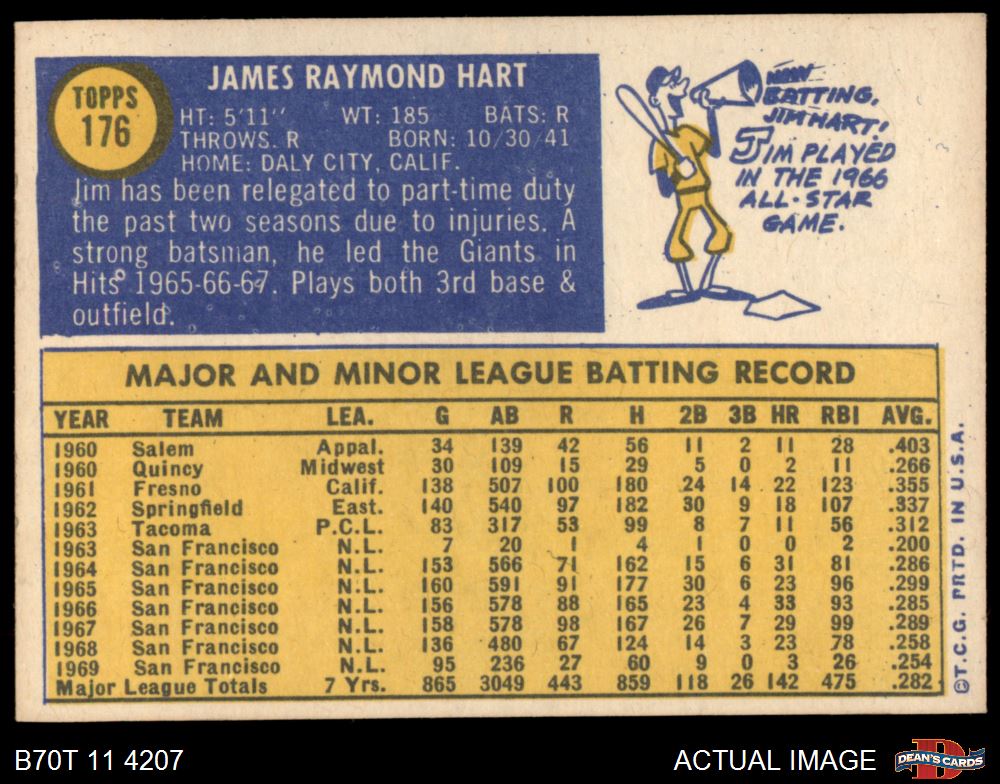 TOPPS
176
JAMES RAYMOND HART
HT: 5'11'' WT: 185 BATS: R
THROWS. R BORN: 10/30/41
HOME: DALY CITY, CALIF.
Jim has been relegated to part-time duty
the past two seasons due to injuries. A
strong batsman, he led the Giants in
Hits 1965-66-67. Plays both 3rd base &
outfield.
NOW
BATTING,
JIM HART!
JIM PLAYED
IN THE 1966
ALL-STAR
GAME.
MAJOR AND MINOR LEAGUE BATTING RECORD
YEAR TEAM LEA. G AB R H 2B 3B HR RBI AVG.
1960 Salem Appal. 34 139 42 56 11 2 11 28 .403
1960 Quincy Midwest 30 109 15 29 5 0 2 11 .266
1961 Fresno Calif. 138 507 100 180 24 14 22 123 .355
1962 Springfield East. 140 540 97 182 30 9 18 107 .337
1963 Tacoma P.C.L. 83 317 53 99 8 7 11 56 .312
1963 San Francisco N.L. 7 20 1 4 1 0 0 2 .200
1964 San Francisco N.L. 153 566 71 162 15 6 31 81 .286
1965 San Francisco N.L. 160 591 91 177 30 6 23 96 .299
1966 San Francisco N.L. 156 578 88 165 23 4 33 93 .285
1967 San Francisco N.L. 158 578 98 167 26 7 29 99 .289
1968 San Francisco N.L. 136 480 67 124 14 3 23 78 .258
1969 San Francisco N.L. 95 236 27 60 9 0 3 26 .254
Major League Totals 7 Yrs. 865 3049 443 859 118 26 142 475 .282
©T.C.G. PRTD. IN U.S.A.
B70T 11 4207
ACTUAL IMAGE
DEAN'S CARDS